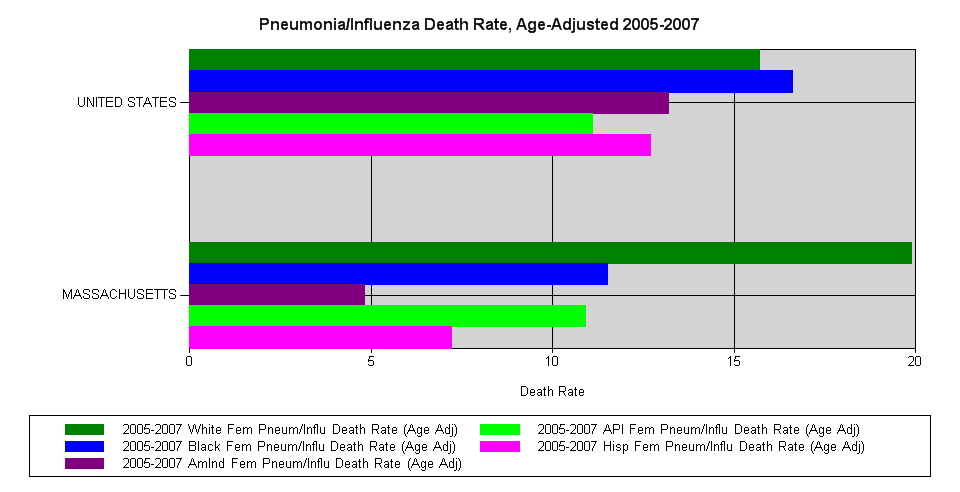 Pneumonia/Influenza Death Rate, Age-Adjusted 2005-2007
UNITED STATES
MASSACHUSETTS
0 5 10 15 20
Death Rate
2005-2007 White Fem Pneum/Influ Death Rate (Age Adj) 2005-2007 API Fem Pneum/Influ Death Rate (Age Adj)
2005-2007 Black Fem Pneum/Influ Death Rate (Age Adj) 2005-2007 Hisp Fem Pneum/Influ Death Rate (Age Adj)
2005-2007 AmInd Fem Pneum/Influ Death Rate (Age Adj)